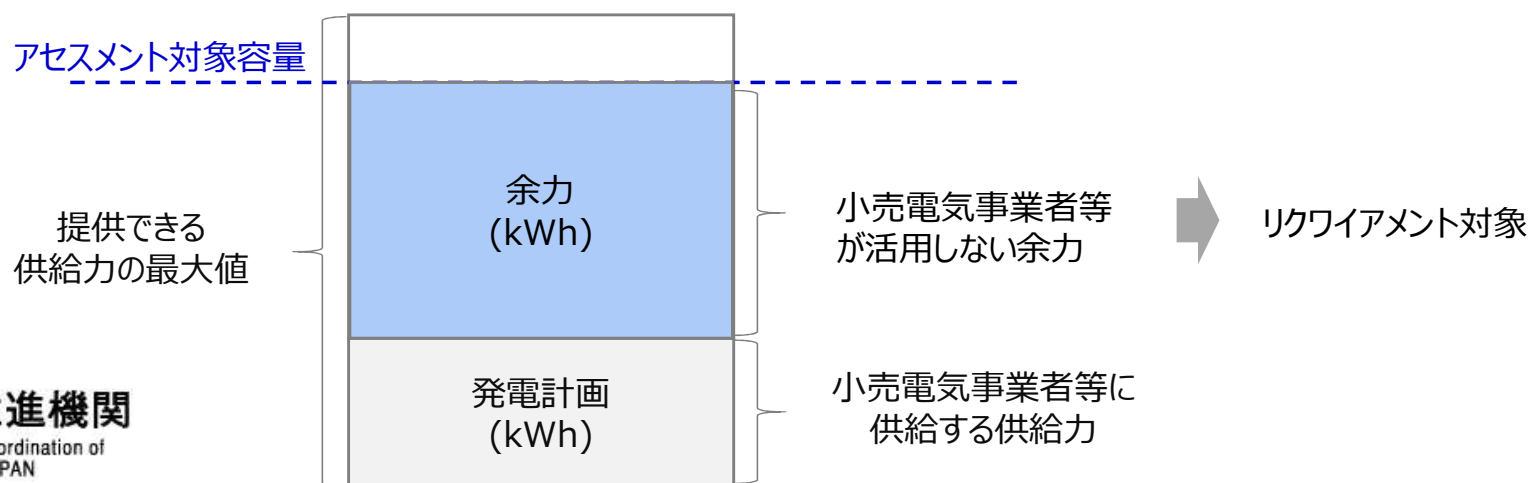 アセスメント対象容量
提供できる
供給力の最大値
余力
(kWh)
小売電気事業者等
が活用しない余力
リクワイアメント対象
発電計画
(kWh)
小売電気事業者等に
供給する供給力
進機関
ordination of
PAN